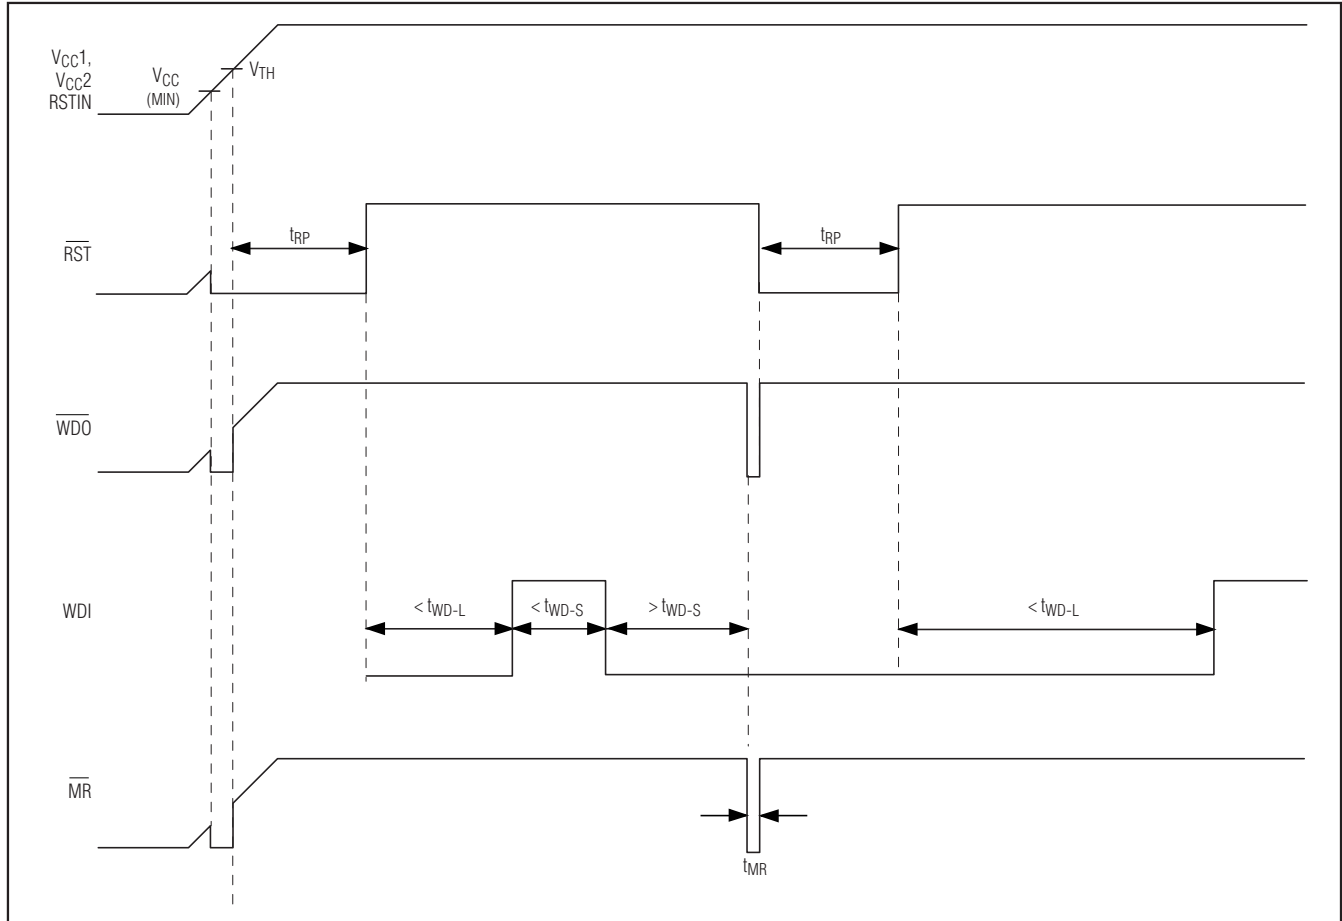 VCC1,
VCC2
RSTIN
VCC
(MIN)
VTH
RST
tRP
tRP
WDO
WDI
< tWD-L
< tWD-S
> tWD-S
< tWD-L
MR
tMR